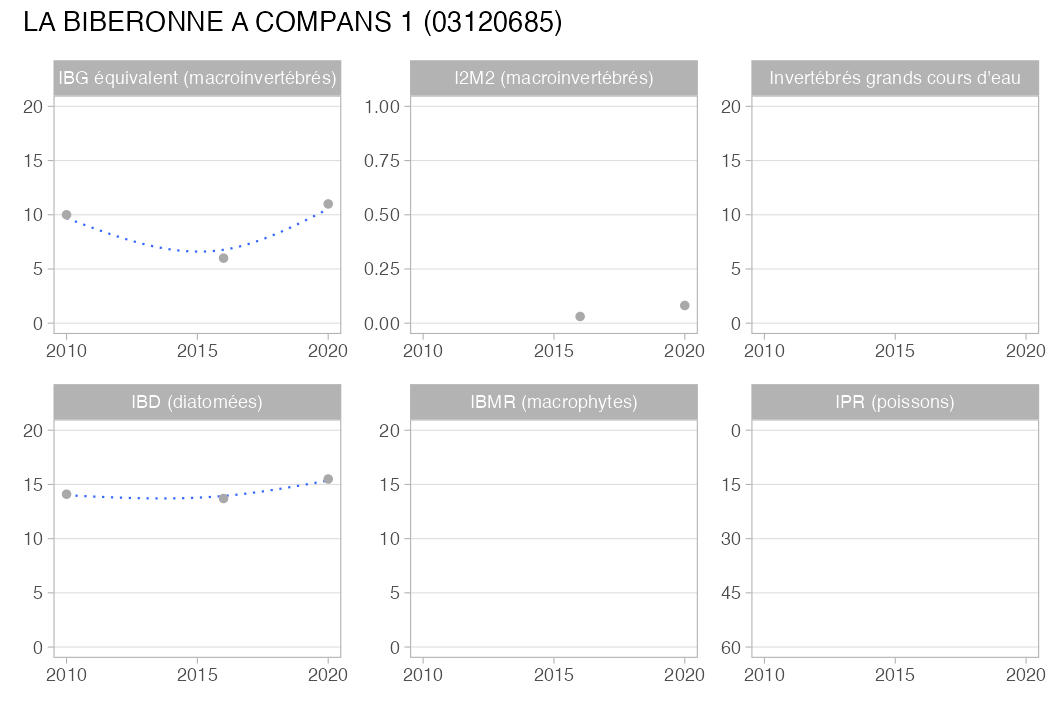 LA BIBERONNE A COMPANS 1 (03120685)
IBG équivalent (macroinvertébrés)
20
15
10
5
0
2010 2015 2020
I2M2 (macroinvertébrés)
1.00
0.75
0.50
0.25
0.00
2010 2015 2020
Invertébrés grands cours d'eau
20
15
10
5
0
2010 2015 2020
IBD (diatomées)
20
15
10
5
0
2010 2015 2020
IBMR (macrophytes)
20
15
10
5
0
2010 2015 2020
IPR (poissons)
0
15
30
45
60
2010 2015 2020